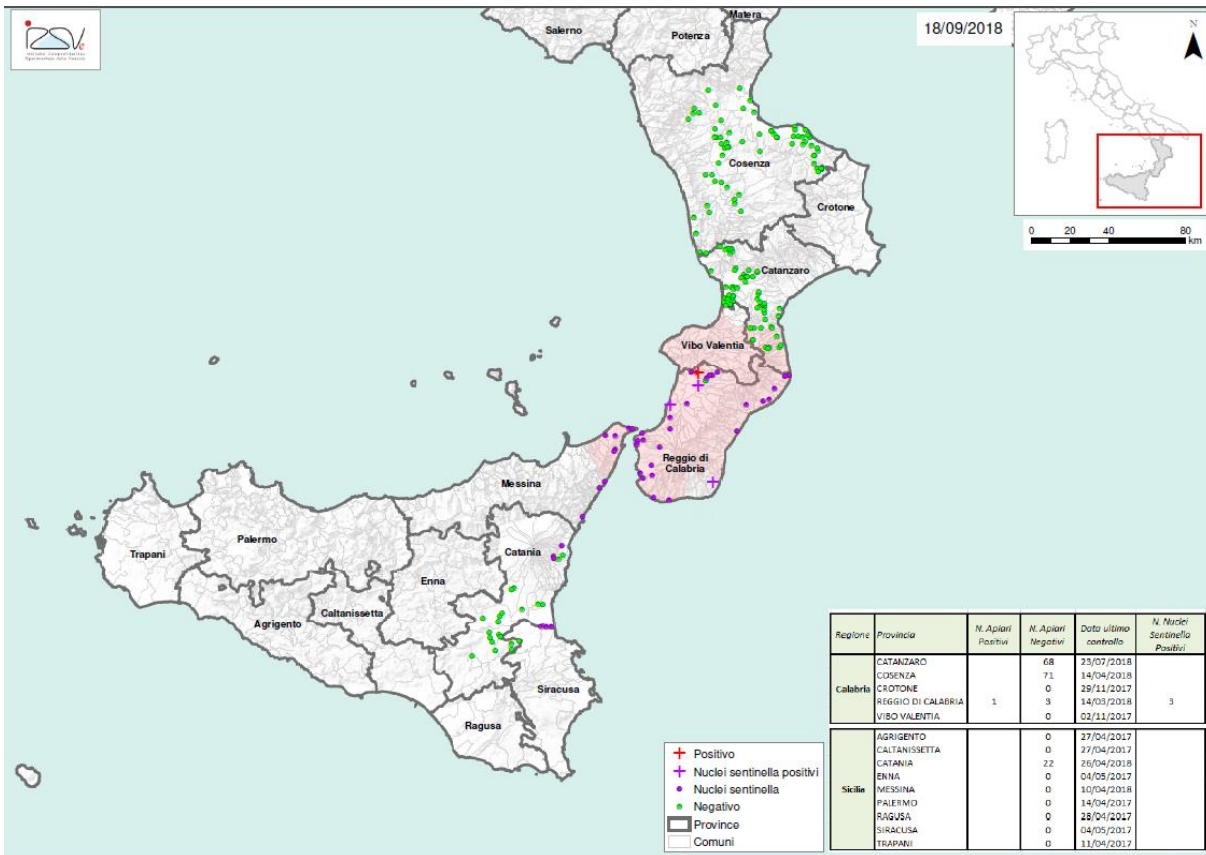 Matera
Salerno
Potenza
18/09/2018
N
0 20 40 80
km
Cosenza
Crotone
Catanzaro
Vibo Valentia
Reggio di
Calabria
Messina
Palermo
Trapani
Catania
Enna
Caltanissetta
Agrigento
Siracusa
Ragusa
Positivo
Nuclei sentinella positivi
Nuclei sentinella
Negativo
Province
Comuni
Regione Provincia N. Apiari Positivi N. Apiari Negativi Data ultimo controllo N. Nuclei Sentinella Positivi
Calabria
CATANZARO 68 23/07/2018
COSENZA 71 14/04/2018
CROTONE 0 29/11/2017
REGGIO DI CALABRIA 1 3 14/03/2018 3
VIBO VALENTIA 0 02/11/2017
Sicilia
AGRIGENTO 0 27/04/2017
CALTANISSETTA 0 27/04/2017
CATANIA 22 26/04/2018
ENNA 0 04/05/2017
MESSINA 0 10/04/2018
PALERMO 0 14/04/2017
RAGUSA 0 28/04/2017
SIRACUSA 0 04/05/2017
TRAPANI 0 11/04/2017